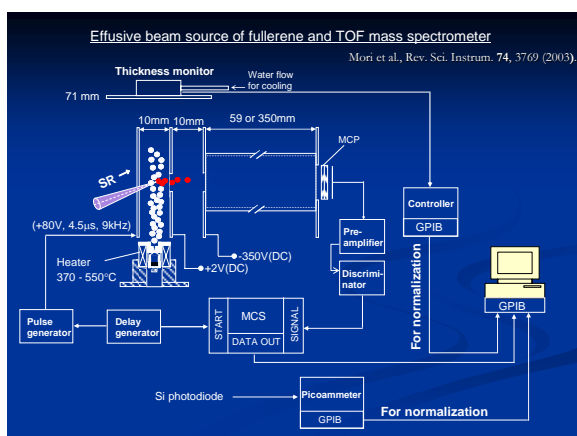 Effusive beam source of fullerene and TOF mass spectrometer
Mori et al., Rev. Sci. Instrum. 74, 3769 (2003).
Thickness monitor
Water flow
for cooling
71 mm
10mm
10mm
59 or 350mm
MCP
SR
(+80V, 4.5μs, 9kHz)
Heater
370 - 550°C
-350V(DC)
+2V(DC)
Pre-
amplifier
Discrimi-
nator
Controller
GPIB
For normalization
GPIB
Pulse
generator
Delay
generator
START
MCS
DATA OUT
SIGNAL
Si photodiode
Picoammeter
GPIB
For normalization